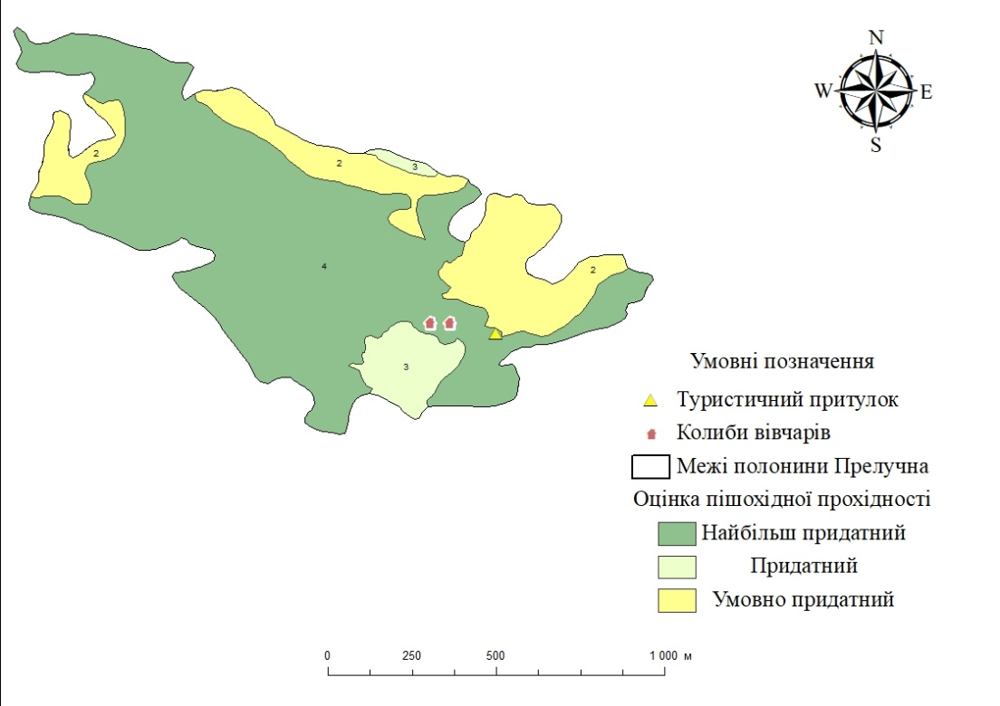 N
W E
S
2
2
3
4
2
3
Умовні позначення
Туристичний притулок
Колиби вівчарів
Межі полонини Прелучна
Оцінка пішохідної прохідності
Найбільш придатний
Придатний
Умовно придатний
0 250 500 1 000 м